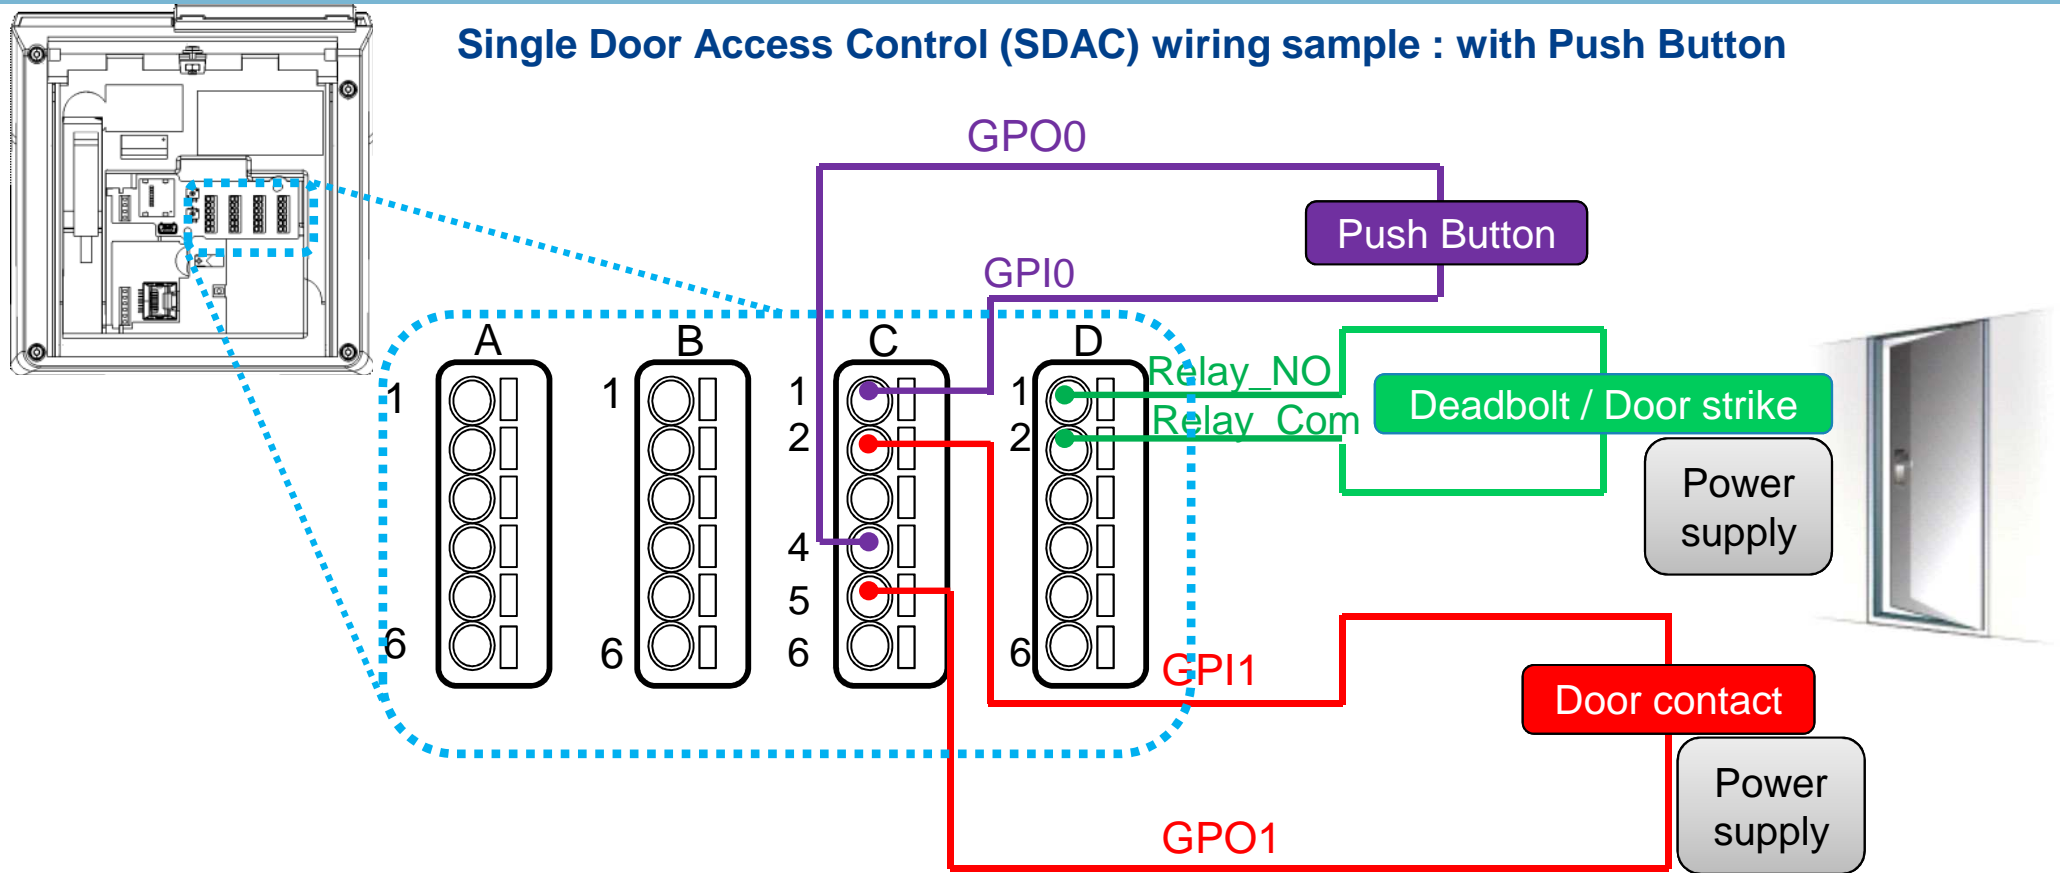 Single Door Access Control (SDAC) wiring sample : with Push Button
GPO0
Push Button
GPI0
A
B
C
D
1
1
1
1
Relay_NO
Deadbolt / Door strike
2
2
Relay_Com
Power
supply
4
5
6
6
6
6
GPI1
Door contact
Power
supply
GPO1